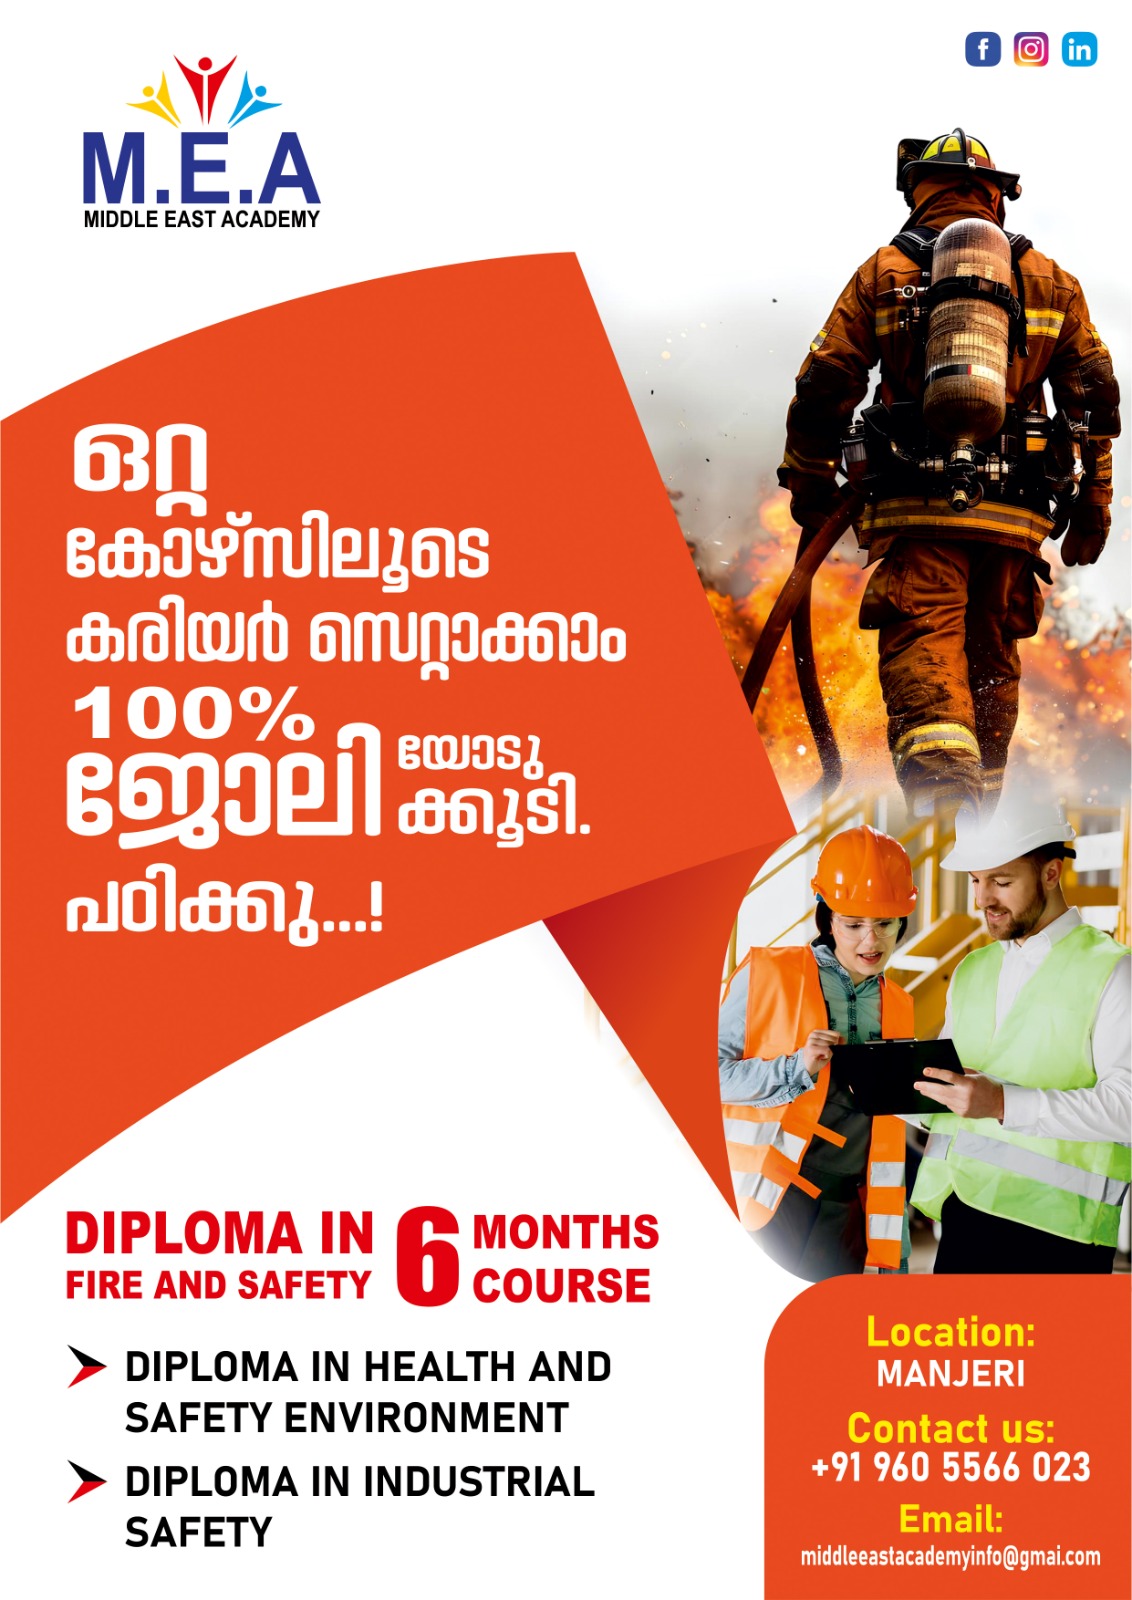 M.E.A
MIDDLE EAST ACADEMY
ഒറ്റ
കോഴ്സിലൂടെ
കരിയർ സെറ്റാക്കാം
100%
ജോലി യോടു
ക്കൂടി.
പഠിക്കു...!
DIPLOMA IN 6 MONTHS
FIRE AND SAFETY COURSE
DIPLOMA IN HEALTH AND
SAFETY ENVIRONMENT
DIPLOMA IN INDUSTRIAL
SAFETY
Location:
MANJERI
Contact us:
+91 960 5566 023
Email:
middleeastacademyinfo@gmai.com